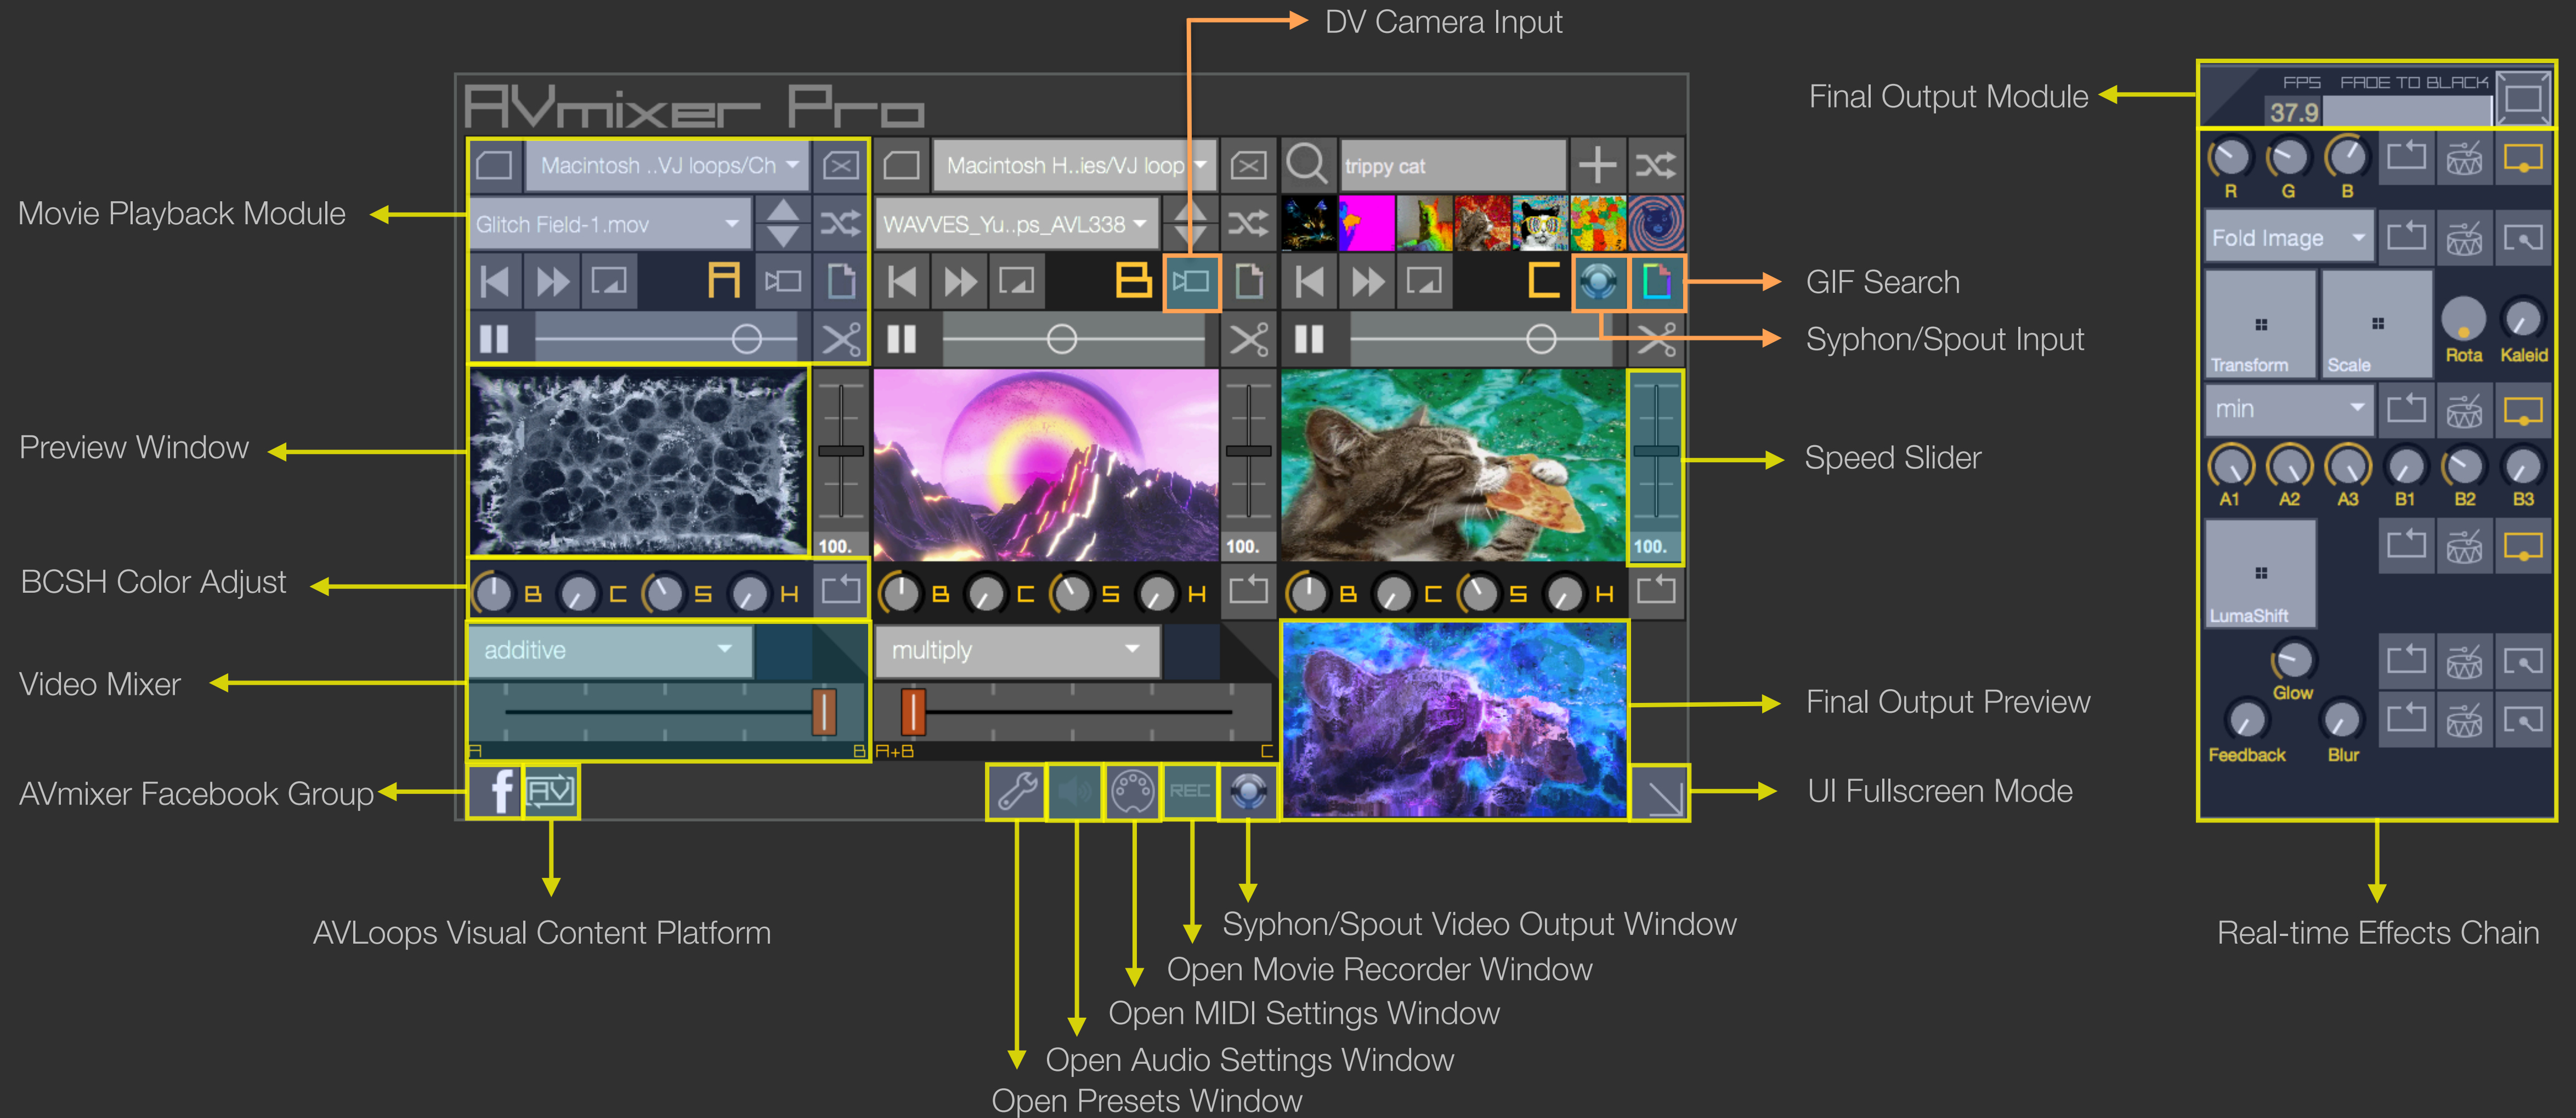 DV Camera Input
AVmixer Pro
Final Output Module
FPS FADE TO BLACK
37.9
Macintosh ..VJ loops/Ch
Macintosh H..ies/VJ loop
trippy cat
R G B
Movie Playback Module
Glitch Field-1.mov
WAVVES_Yu..ps_AVL338
Fold Image
A
B
C
GIF Search
Syphon/Spout Input
Transform
Scale
Rota
Kaleid
min
Preview Window
Speed Slider
A1 A2 A3 B1 B2 B3
100.
100.
100.
BCSH Color Adjust
B C S H
B C S H
B C S H
LumaShift
additive
multiply
Video Mixer
Glow
Final Output Preview
A B
A+B C
Feedback
Blur
AVmixer Facebook Group
f
AV
REC
UI Fullscreen Mode
AVLoops Visual Content Platform
Syphon/Spout Video Output Window
Real-time Effects Chain
Open Movie Recorder Window
Open MIDI Settings Window
Open Audio Settings Window
Open Presets Window